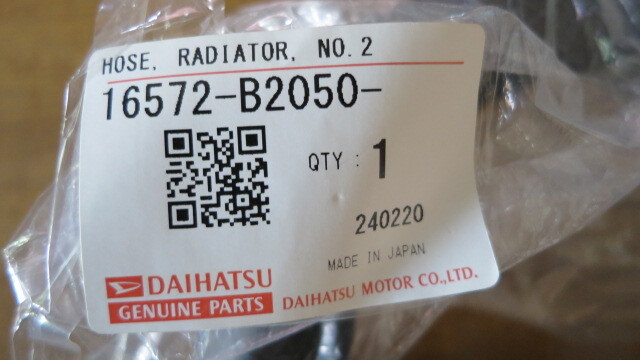 HOSE, RADIATOR, NO.2
16572-B2050-
QTY : 1
240220
MADE IN JAPAN
DAIHATSU
GENUINE PARTS
DAIHATSU MOTOR CO.,LTD.